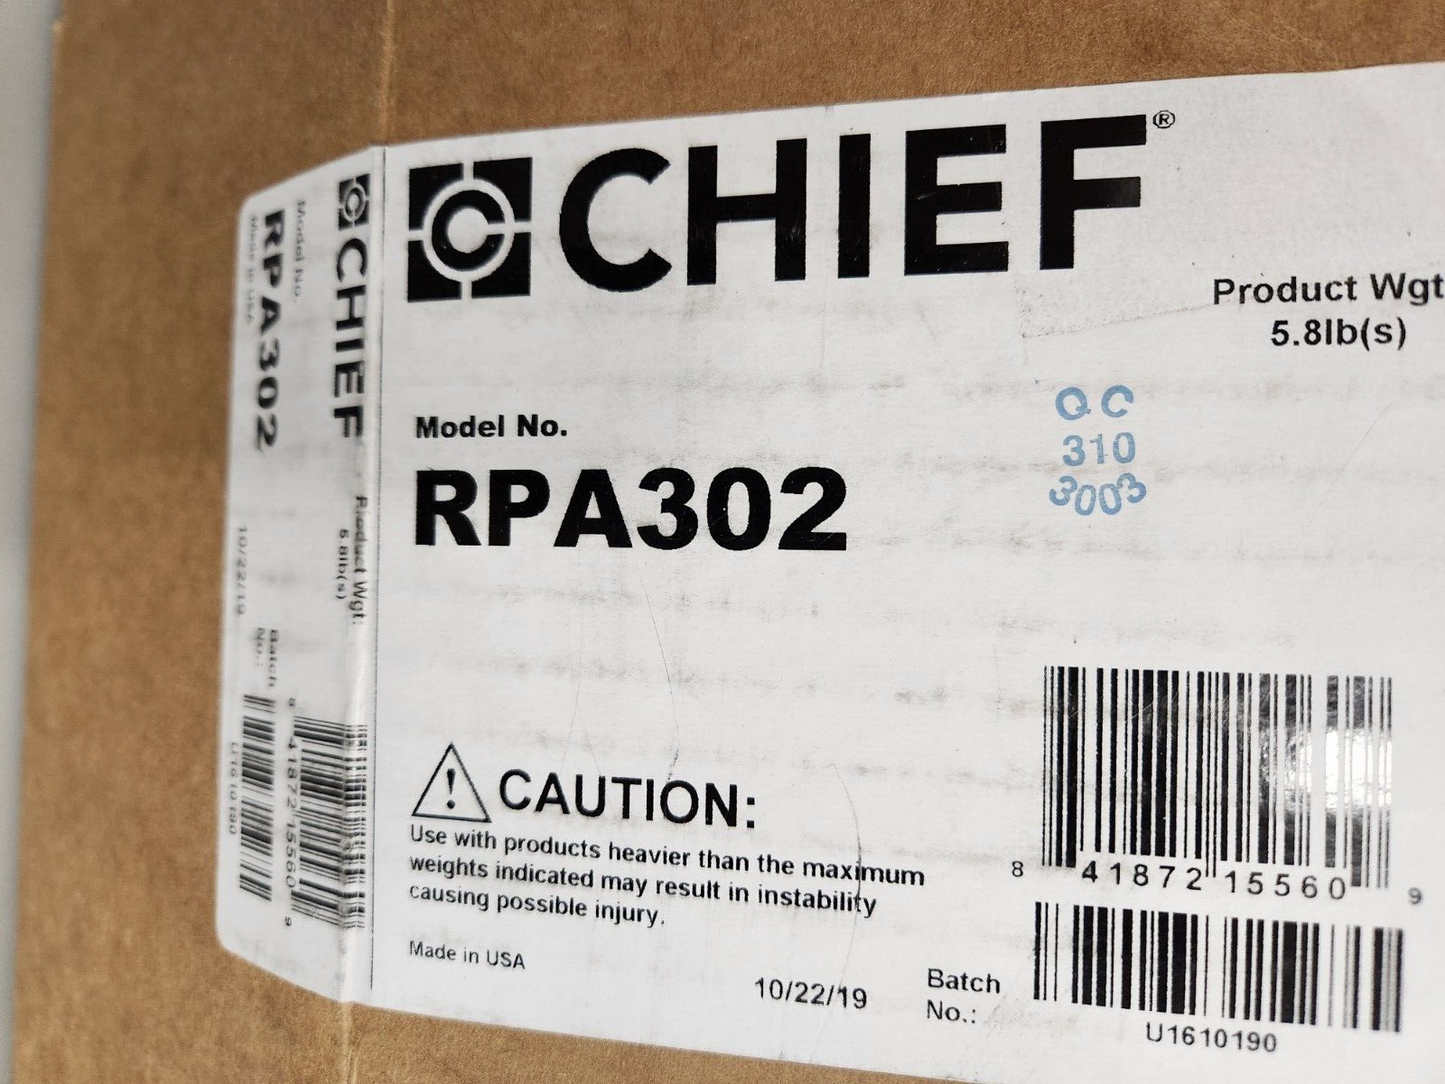 CHIEF®
Product Wgt
5.8lb(s)
QC
310
3003
Model No.
RPA302
CAUTION:
Use with products heavier than the maximum
weights indicated may result in instability
causing possible injury.
Made in USA
10/22/19
Batch
No.:
8 41872 15560 9
U1610190
CHIEF
Product Wgt:
5.8lb(s)
Model No.
RPA302
Made in USA
10/22/19
Batch
No.:
8 41872 15560 9
U1610190